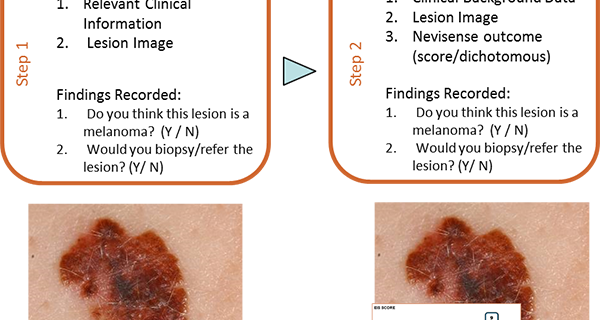 1. Relevant Clinical
Information
2. Lesion Image
Step 1
Findings Recorded:
1. Do you think this lesion is a
melanoma? (Y / N)
2. Would you biopsy/refer the
lesion? (Y/ N)
1. Clinical Background Data
2. Lesion Image
3. Nevisense outcome
(score/dichotomous)
Step 2
Findings Recorded:
1. Do you think this lesion is a
melanoma? (Y / N)
2. Would you biopsy/refer the
lesion? (Y/ N)
EIS SCORE